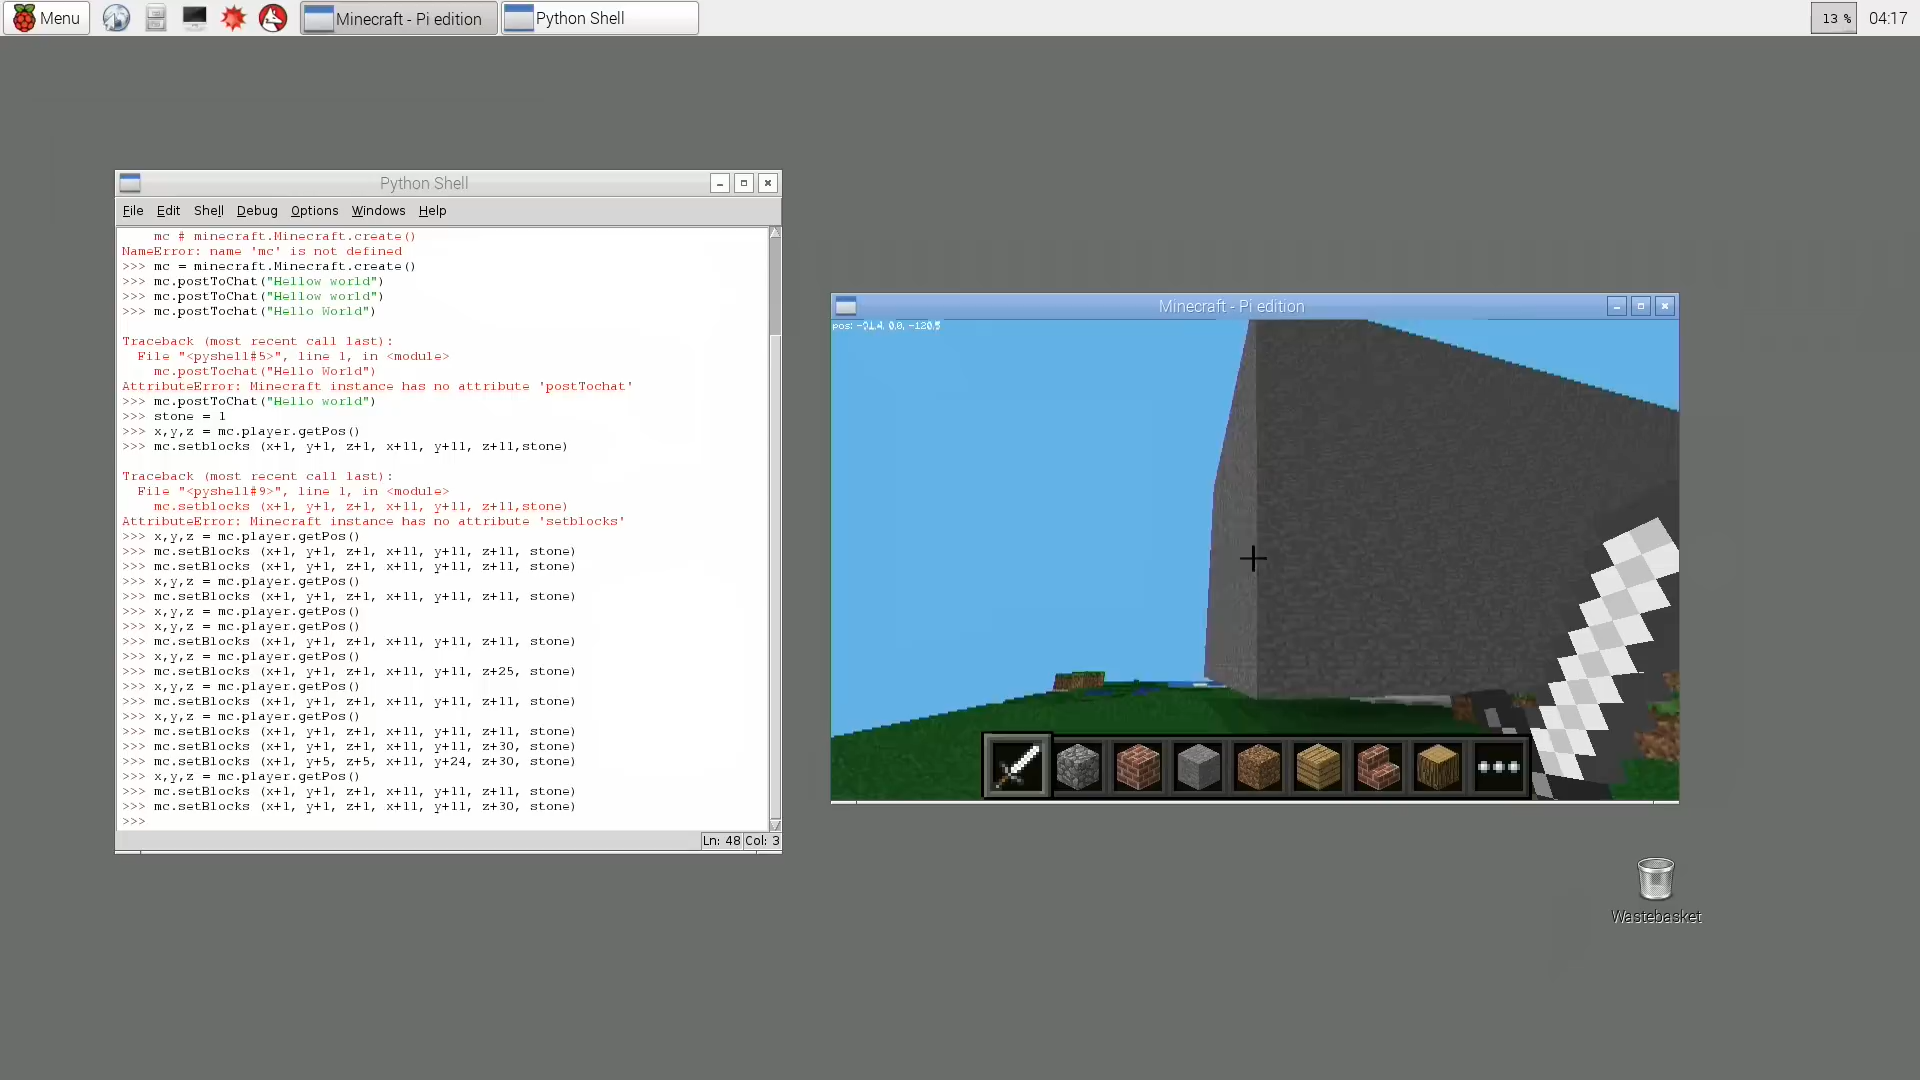 Menu
Minecraft - Pi edition
Python Shell
13 %
04:17
Python Shell
File Edit Shell Debug Options Windows Help
mc # minecraft.Minecraft.create()
NameError: name 'mc' is not defined
>>> mc = minecraft.Minecraft.create()
>>> mc.postToChat("Hellow world")
>>> mc.postToChat("Hellow world")
>>> mc.postTochat("Hello World")
Traceback (most recent call last):
File "<pyshell#5>", line 1, in <module>
mc.postTochat("Hello World")
AttributeError: Minecraft instance has no attribute 'postTochat'
>>> mc.postToChat("Hello world")
>>> stone = 1
>>> x,y,z = mc.player.getPos()
>>> mc.setblocks (x+1, y+1, z+1, x+11, y+11, z+11,stone)
Traceback (most recent call last):
File "<pyshell#9>", line 1, in <module>
mc.setblocks (x+1, y+1, z+1, x+11, y+11, z+11,stone)
AttributeError: Minecraft instance has no attribute 'setblocks'
>>> x,y,z = mc.player.getPos()
>>> mc.setBlocks (x+1, y+1, z+1, x+11, y+11, z+11, stone)
>>> mc.setBlocks (x+1, y+1, z+1, x+11, y+11, z+11, stone)
>>> x,y,z = mc.player.getPos()
>>> mc.setBlocks (x+1, y+1, z+1, x+11, y+11, z+11, stone)
>>> x,y,z = mc.player.getPos()
>>> x,y,z = mc.player.getPos()
>>> mc.setBlocks (x+1, y+1, z+1, x+11, y+11, z+11, stone)
>>> x,y,z = mc.player.getPos()
>>> mc.setBlocks (x+1, y+1, z+1, x+11, y+11, z+25, stone)
>>> x,y,z = mc.player.getPos()
>>> mc.setBlocks (x+1, y+1, z+1, x+11, y+11, z+11, stone)
>>> x,y,z = mc.player.getPos()
>>> mc.setBlocks (x+1, y+1, z+1, x+11, y+11, z+11, stone)
>>> mc.setBlocks (x+1, y+1, z+1, x+11, y+11, z+30, stone)
>>> mc.setBlocks (x+1, y+5, z+5, x+11, y+24, z+30, stone)
>>> x,y,z = mc.player.getPos()
>>> mc.setBlocks (x+1, y+1, z+1, x+11, y+11, z+11, stone)
>>> mc.setBlocks (x+1, y+1, z+1, x+11, y+11, z+30, stone)
>>>
Ln: 48 Col: 3
Minecraft - Pi edition
pos: 0.0, -120.5
Wastebasket